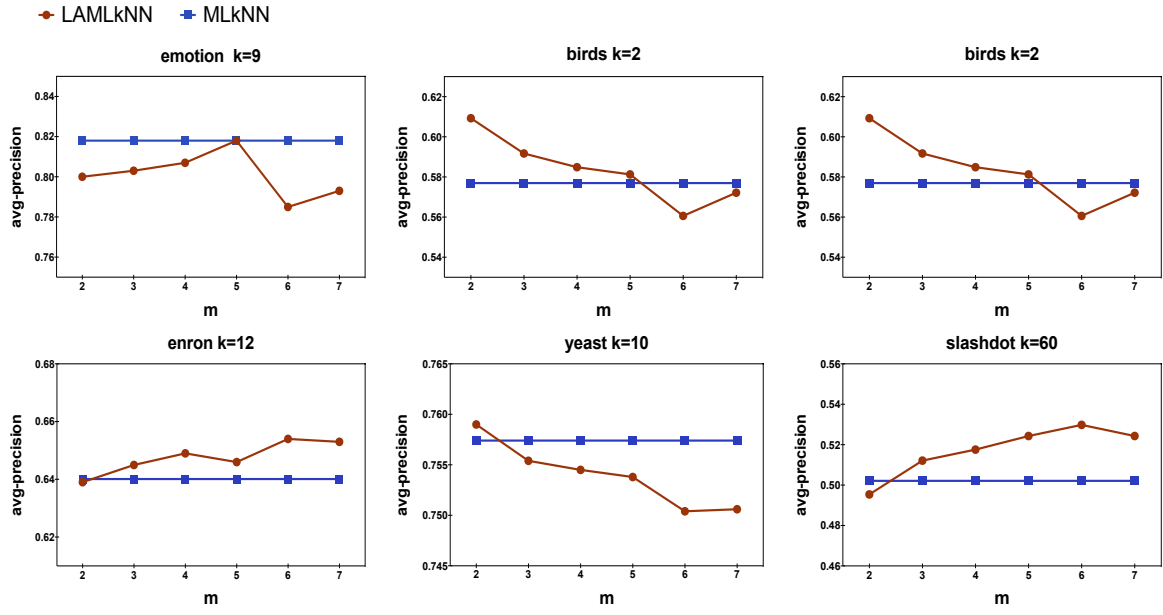 LAMLkNN MLkNN
emotion k=9
avg-precision
0.84
0.82
0.80
0.78
0.76
2 3 4 5 6 7
m
birds k=2
avg-precision
0.62
0.60
0.58
0.56
0.54
2 3 4 5 6 7
m
birds k=2
avg-precision
0.62
0.60
0.58
0.56
0.54
2 3 4 5 6 7
m
enron k=12
avg-precision
0.68
0.66
0.64
0.62
2 3 4 5 6 7
m
yeast k=10
avg-precision
0.765
0.760
0.755
0.750
0.745
2 3 4 5 6 7
m
slashdot k=60
avg-precision
0.56
0.54
0.52
0.50
0.48
0.46
2 3 4 5 6 7
m